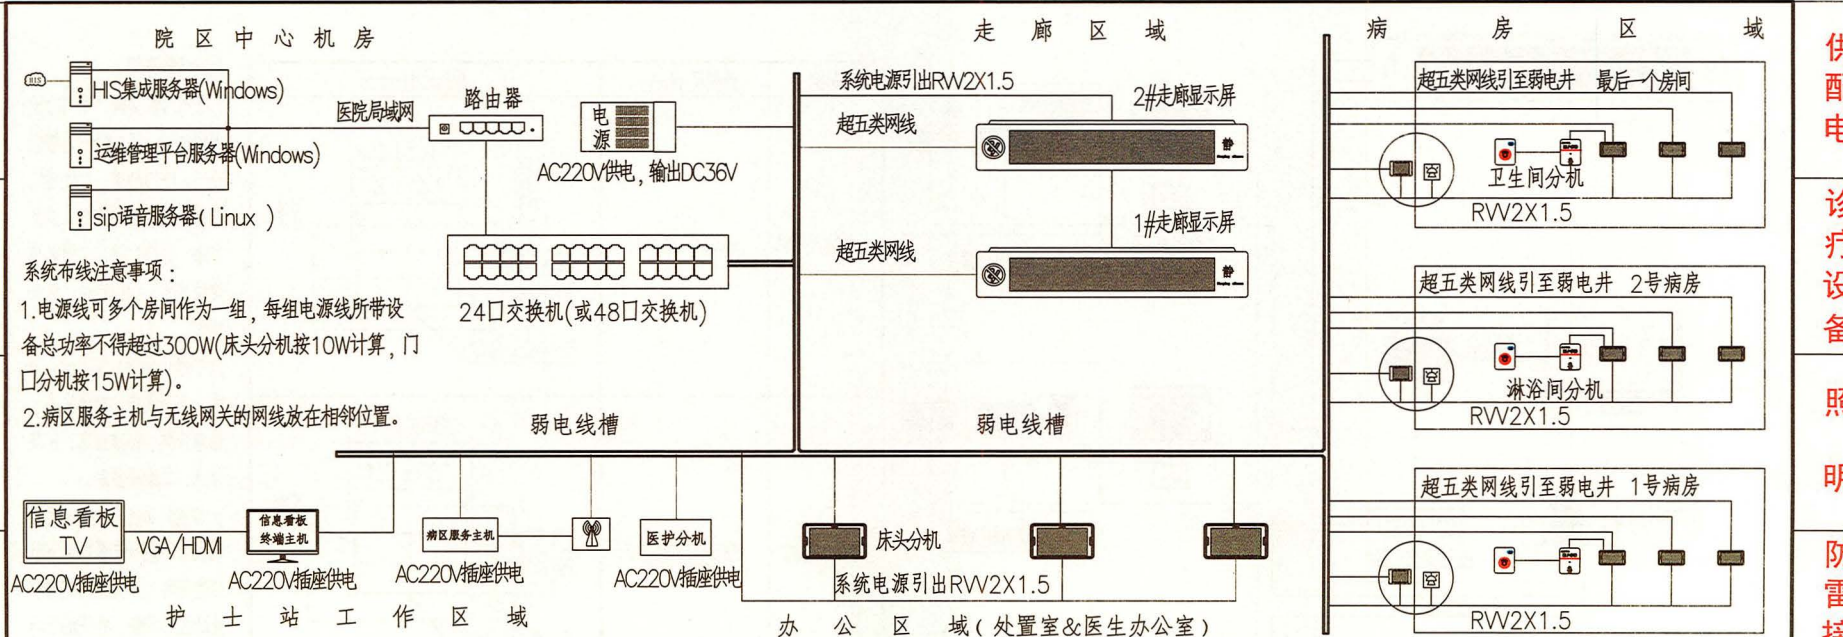 院区中心机房
走廊区域
病房区域
HIS
HIS集成服务器(Windows)
运维管理平台服务器(Windows)
sip语音服务器(Linux )
医院局域网
路由器
电源
AC220V供电,输出DC36V
24口交换机(或48口交换机)
系统布线注意事项:
1.电源线可多个房间作为一组,每组电源线所带设
备总功率不得超过300W(床头分机按10W计算,门
口分机按15W计算)。
2.病区服务主机与无线网关的网线放在相邻位置。
系统电源引出RVV2X1.5
超五类网线
2#走廊显示屏
静
1#走廊显示屏
超五类网线
静
弱电线槽
弱电线槽
超五类网线引至弱电井 最后一个房间
卫生间分机
RVV2X1.5
超五类网线引至弱电井 2号病房
淋浴间分机
RVV2X1.5
超五类网线引至弱电井 1号病房
RVV2X1.5
信息看板
TV
VGA/HDMI
信息看板
终端主机
病区服务主机
医护分机
床头分机
AC220V插座供电
AC220V插座供电
AC220V插座供电
AC220V插座供电
系统电源引出RVV2X1.5
护士站工作区域
办公区域(处置室&医生办公室)
供
配
电
诊
疗
设
备
照
明
防
雷
接